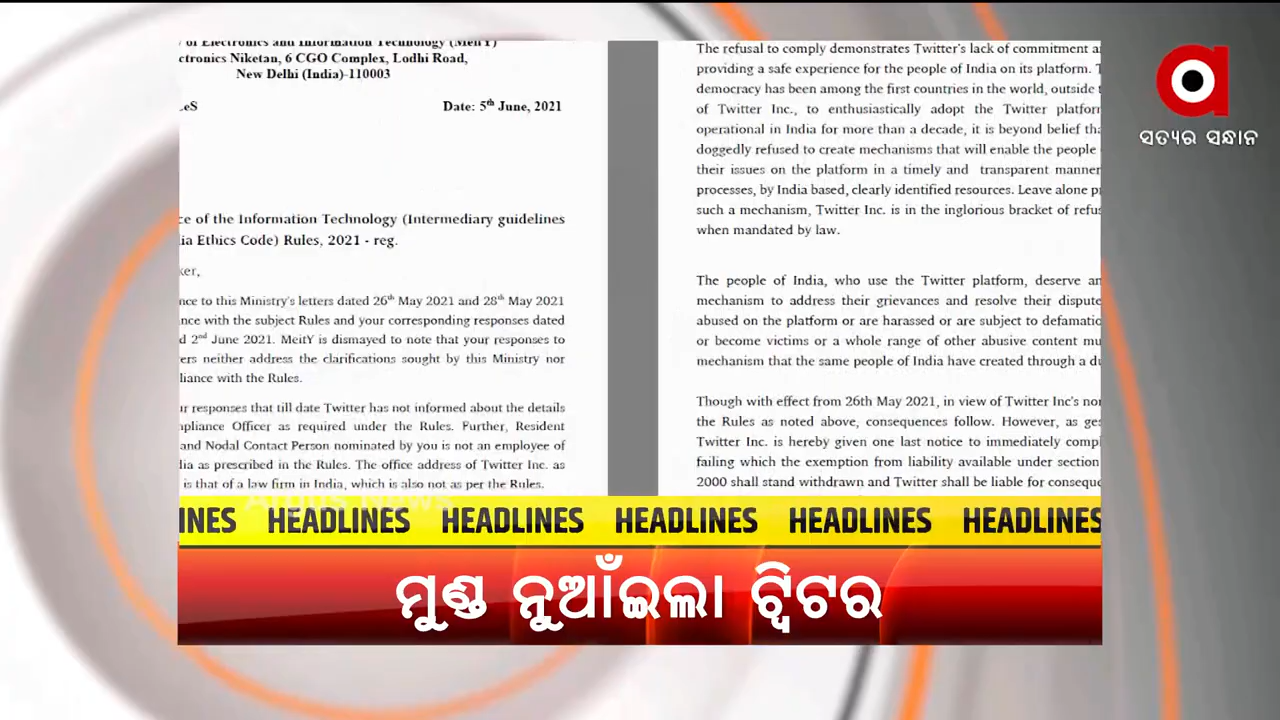 of Electronics and Information Technology (MeitY)
ctronics Niketan, 6 CGO Complex, Lodhi Road,
New Delhi (India)-110003
Date: 5th June, 2021
ce of the Information Technology (Intermediary guidelines
ia Ethics Code) Rules, 2021 - reg.
ker,
nce to this Ministry's letters dated 26th May 2021 and 28th May 2021
nce with the subject Rules and your corresponding responses dated
d 2nd June 2021. MeitY is dismayed to note that your responses to
ers neither address the clarifications sought by this Ministry nor
liance with the Rules.
ur responses that till date Twitter has not informed about the details
npliance Officer as required under the Rules. Further, Resident
and Nodal Contact Person nominated by you is not an employee of
dia as prescribed in the Rules. The office address of Twitter Inc. as
is that of a law firm in India, which is also not as per the Rules.
The refusal to comply demonstrates Twitter's lack of commitment a
providing a safe experience for the people of India on its platform. T
democracy has been among the first countries in the world, outside t
of Twitter Inc., to enthusiastically adopt the Twitter platforn
operational in India for more than a decade, it is beyond belief tha
doggedly refused to create mechanisms that will enable the people
their issues on the platform in a timely and transparent manner
processes, by India based, clearly identified resources. Leave alone p
such a mechanism, Twitter Inc. is in the inglorious bracket of refus
when mandated by law.
The people of India, who use the Twitter platform, deserve an
mechanism to address their grievances and resolve their dispute
abused on the platform or are harassed or are subject to defamatio
or become victims or a whole range of other abusive content mu
mechanism that the same people of India have created through a d
Though with effect from 26th May 2021, in view of Twitter Inc's nor
the Rules as noted above, consequences follow. However, as ges
Twitter Inc. is hereby given one last notice to immediately compl
failing which the exemption from liability available under section
2000 shall stand withdrawn and Twitter shall be liable for conseque
a
ସତ୍ୟର ସନ୍ଧାନ
Argus News
INES HEADLINES HEADLINES HEADLINES HEADLINES HEADLINES
ମୁଣ୍ଡ ନୁଆଁଇଲା ଟ୍ୱିଟର